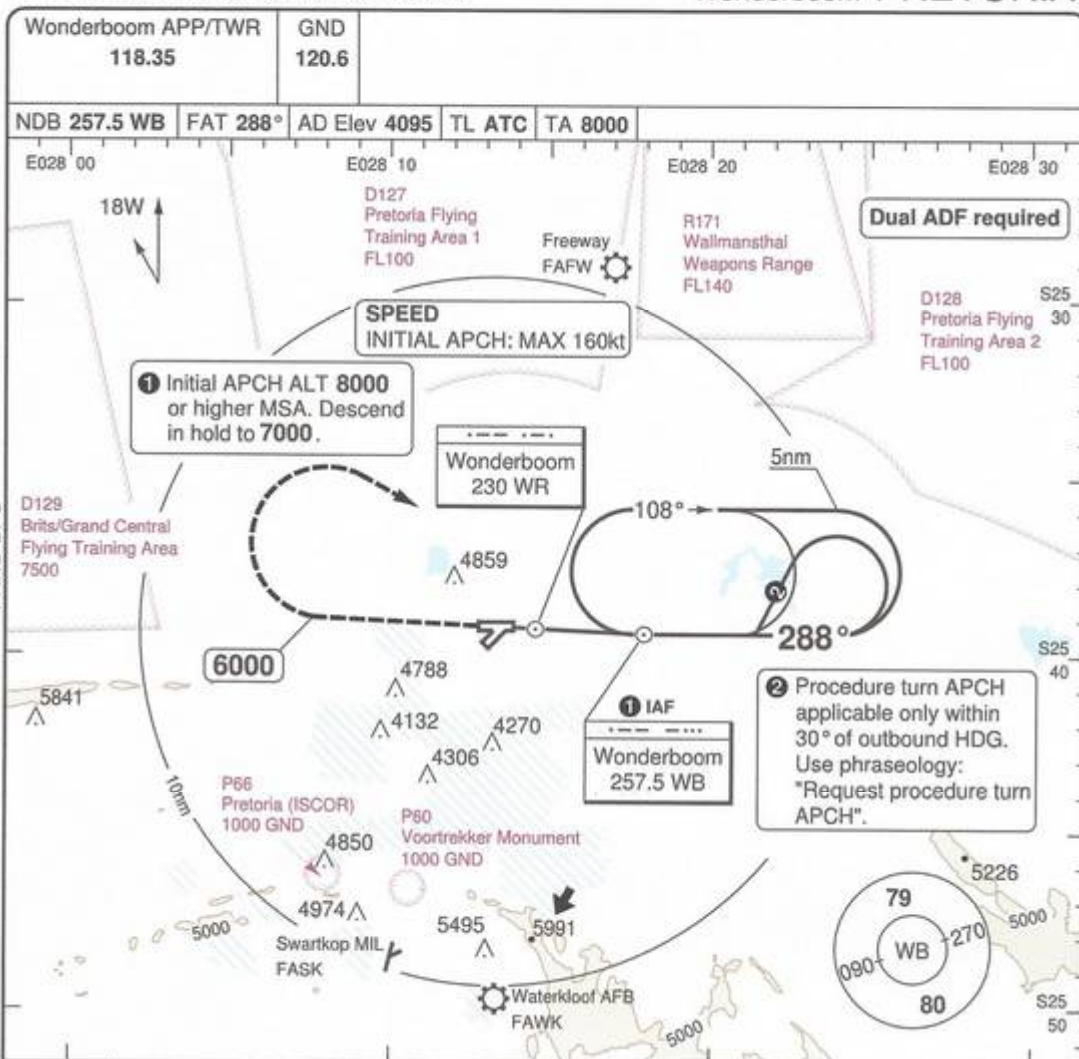 Wonderboom APP/TWR
118.35
GND
120.6
NDB 257.5 WB
FAT 288°
AD Elev 4095
TL ATC
TA 8000
E028 00
E028 10
E028 20
E028 30
18W
D127
Pretoria Flying
Training Area 1
FL100
Freeway
FAFW
R171
Wallmansthal
Weapons Range
FL140
Dual ADF required
D128
Pretoria Flying
Training Area 2
FL100
S25
30
SPEED
INITIAL APCH: MAX 160kt
1 Initial APCH ALT 8000
or higher MSA. Descend
in hold to 7000.
Wonderboom
230 WR
5nm
108°
D129
Brits/Grand Central
Flying Training Area
7500
4859
2
288°
6000
S25
40
4788
5841
4132
4270
4306
1 IAF
Wonderboom
257.5 WB
2 Procedure turn APCH
applicable only within
30° of outbound HDG.
Use phraseology:
"Request procedure turn
APCH".
10nm
P66
Pretoria (ISCOR)
1000 GND
P60
Voortrekker Monument
1000 GND
4850
5226
4974
5000
5495
5991
5000
79
WB
270
090
80
Swartkop MIL
FASK
Waterkloof AFB
FAWK
5000
S25
50